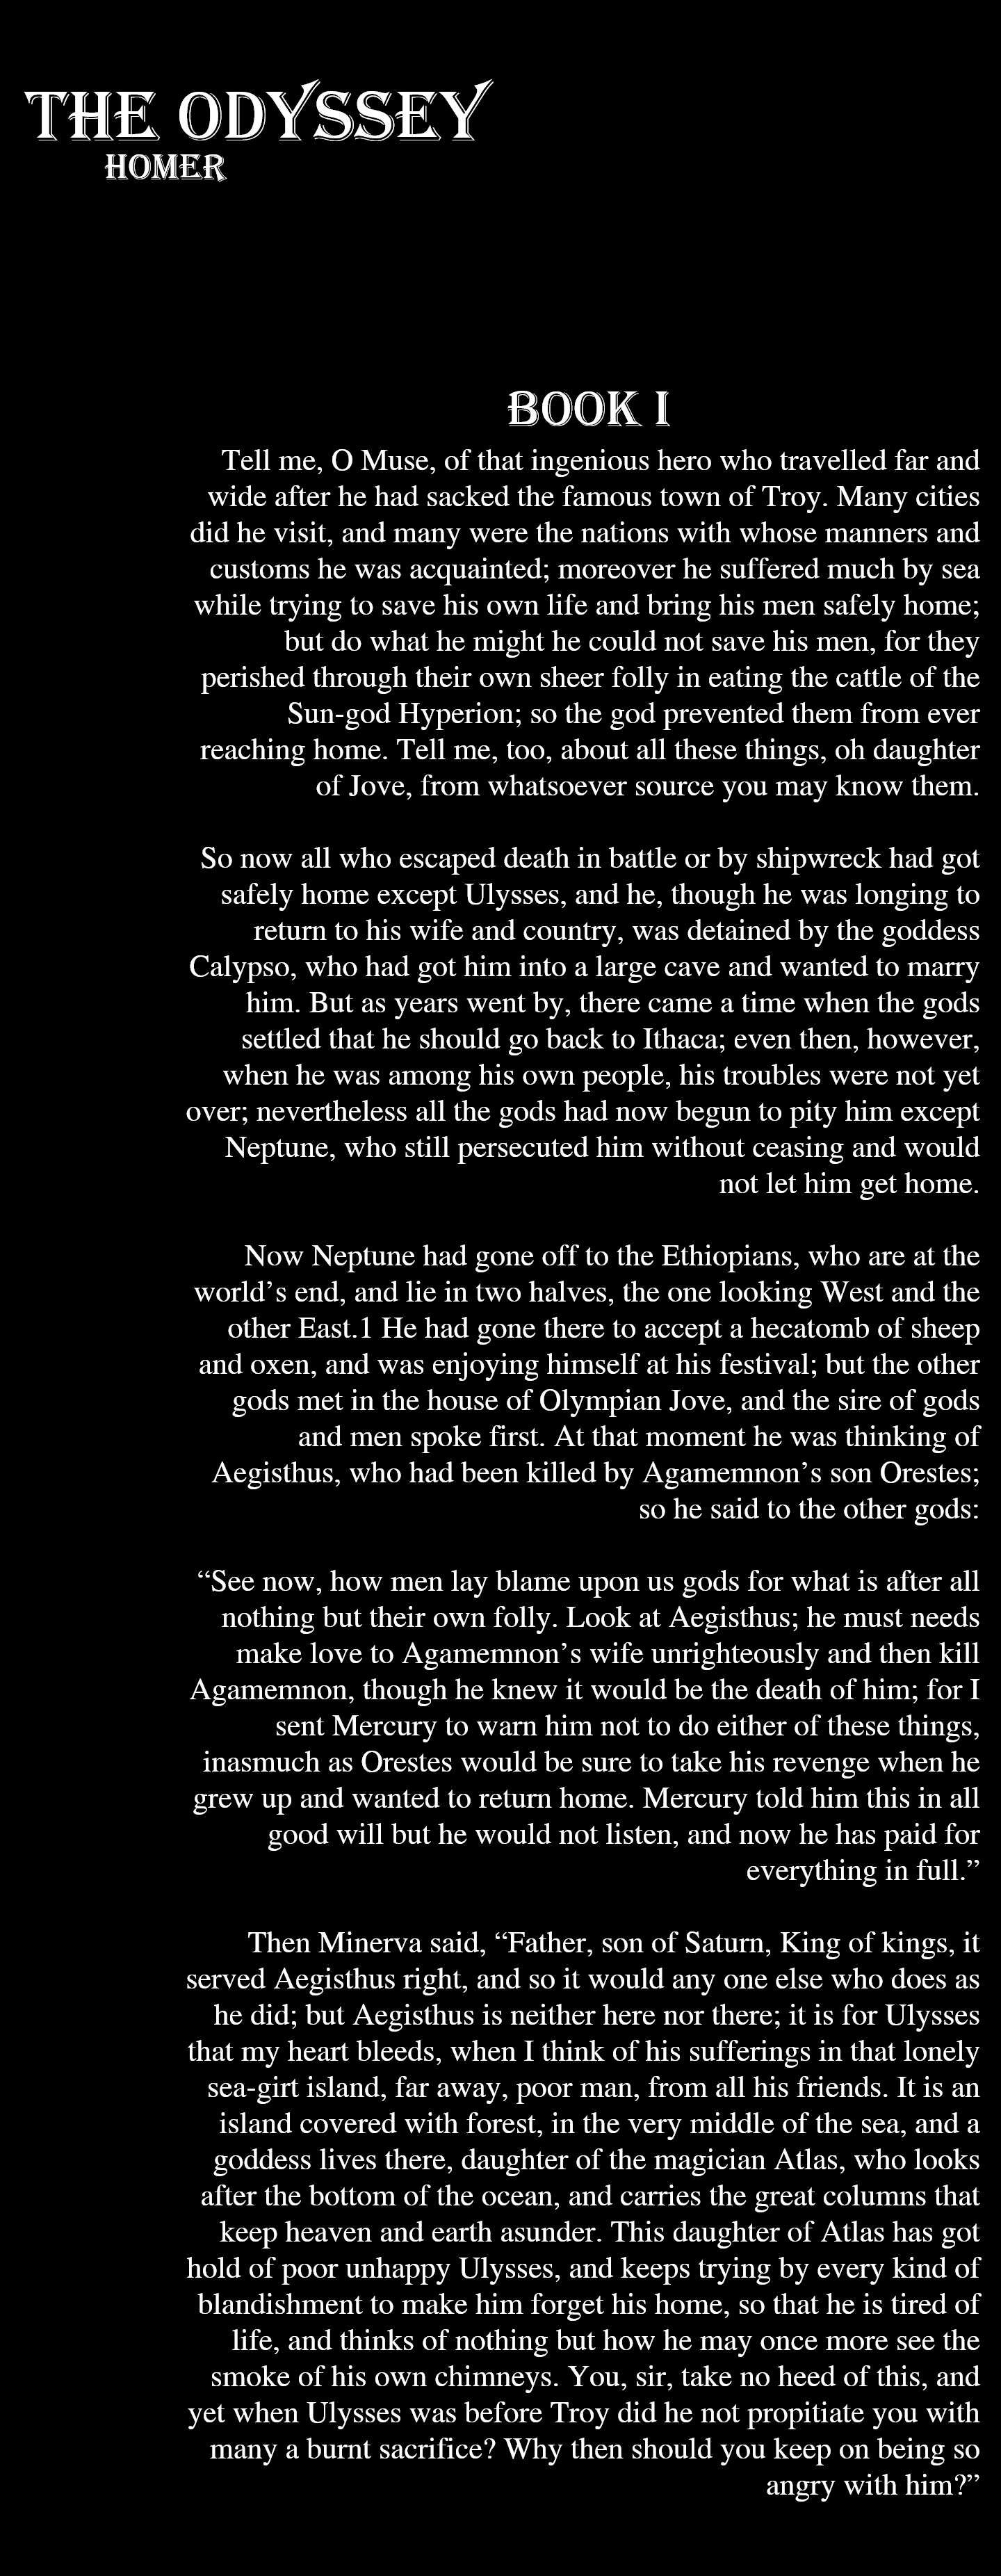 THE ODYSSEY
HOMER
BOOK I
Tell me, O Muse, of that ingenious hero who travelled far and
wide after he had sacked the famous town of Troy. Many cities
did he visit, and many were the nations with whose manners and
customs he was acquainted; moreover he suffered much by sea
while trying to save his own life and bring his men safely home;
but do what he might he could not save his men, for they
perished through their own sheer folly in eating the cattle of the
Sun-god Hyperion; so the god prevented them from ever
reaching home. Tell me, too, about all these things, oh daughter
of Jove, from whatsoever source you may know them.
So now all who escaped death in battle or by shipwreck had got
safely home except Ulysses, and he, though he was longing to
return to his wife and country, was detained by the goddess
Calypso, who had got him into a large cave and wanted to marry
him. But as years went by, there came a time when the gods
settled that he should go back to Ithaca; even then, however,
when he was among his own people, his troubles were not yet
over; nevertheless all the gods had now begun to pity him except
Neptune, who still persecuted him without ceasing and would
not let him get home.
Now Neptune had gone off to the Ethiopians, who are at the
world’s end, and lie in two halves, the one looking West and the
other East.1 He had gone there to accept a hecatomb of sheep
and oxen, and was enjoying himself at his festival; but the other
gods met in the house of Olympian Jove, and the sire of gods
and men spoke first. At that moment he was thinking of
Aegisthus, who had been killed by Agamemnon’s son Orestes;
so he said to the other gods:
“See now, how men lay blame upon us gods for what is after all
nothing but their own folly. Look at Aegisthus; he must needs
make love to Agamemnon’s wife unrighteously and then kill
Agamemnon, though he knew it would be the death of him; for I
sent Mercury to warn him not to do either of these things,
inasmuch as Orestes would be sure to take his revenge when he
grew up and wanted to return home. Mercury told him this in all
good will but he would not listen, and now he has paid for
everything in full.”
Then Minerva said, “Father, son of Saturn, King of kings, it
served Aegisthus right, and so it would any one else who does as
he did; but Aegisthus is neither here nor there; it is for Ulysses
that my heart bleeds, when I think of his sufferings in that lonely
sea-girt island, far away, poor man, from all his friends. It is an
island covered with forest, in the very middle of the sea, and a
goddess lives there, daughter of the magician Atlas, who looks
after the bottom of the ocean, and carries the great columns that
keep heaven and earth asunder. This daughter of Atlas has got
hold of poor unhappy Ulysses, and keeps trying by every kind of
blandishment to make him forget his home, so that he is tired of
life, and thinks of nothing but how he may once more see the
smoke of his own chimneys. You, sir, take no heed of this, and
yet when Ulysses was before Troy did he not propitiate you with
many a burnt sacrifice? Why then should you keep on being so
angry with him?”